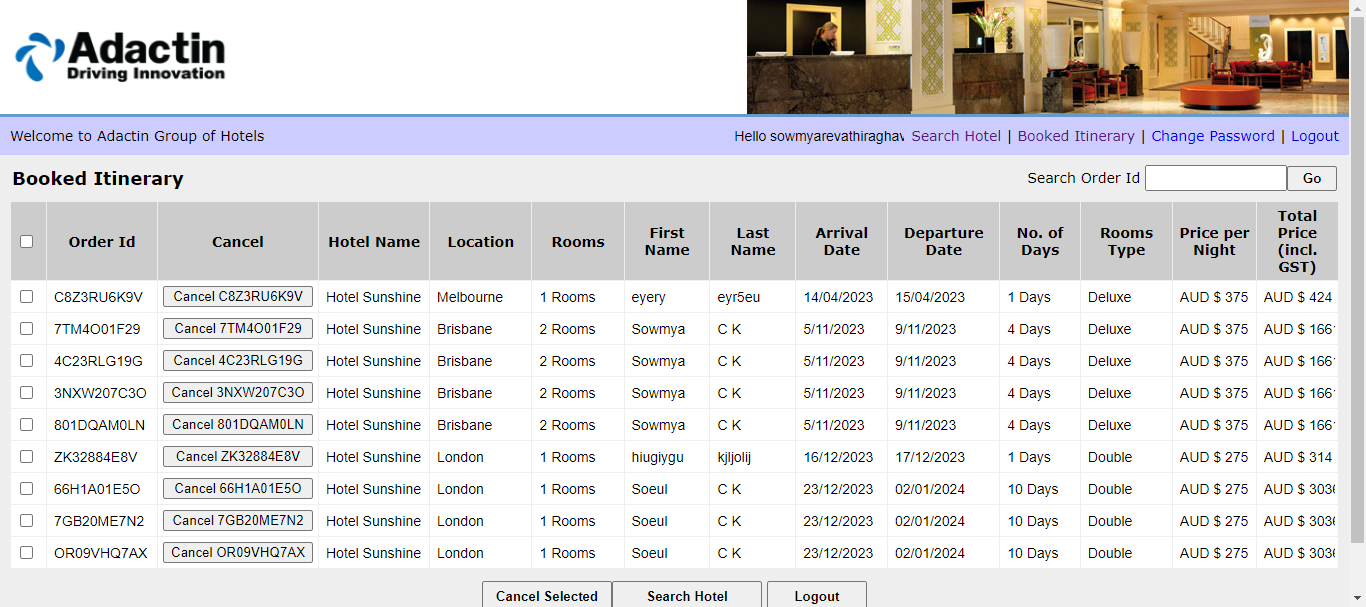 Adactin
Driving Innovation
Welcome to Adactin Group of Hotels Hello sowmyarevathiraghav Search Hotel | Booked Itinerary | Change Password | Logout
Booked Itinerary Search Order Id Go
Order Id Cancel Hotel Name Location Rooms First Name Last Name Arrival Date Departure Date No. of Days Rooms Type Price per Night Total Price (incl. GST)
C8Z3RU6K9V Cancel C8Z3RU6K9V Hotel Sunshine Melbourne 1 Rooms eyery eyr5eu 14/04/2023 15/04/2023 1 Days Deluxe AUD $ 375 AUD $ 424
7TM4O01F29 Cancel 7TM4O01F29 Hotel Sunshine Brisbane 2 Rooms Sowmya C K 5/11/2023 9/11/2023 4 Days Deluxe AUD $ 375 AUD $ 166
4C23RLG19G Cancel 4C23RLG19G Hotel Sunshine Brisbane 2 Rooms Sowmya C K 5/11/2023 9/11/2023 4 Days Deluxe AUD $ 375 AUD $ 166
3NXW207C3O Cancel 3NXW207C3O Hotel Sunshine Brisbane 2 Rooms Sowmya C K 5/11/2023 9/11/2023 4 Days Deluxe AUD $ 375 AUD $ 166
801DQAM0LN Cancel 801DQAM0LN Hotel Sunshine Brisbane 2 Rooms Sowmya C K 5/11/2023 9/11/2023 4 Days Deluxe AUD $ 375 AUD $ 166
ZK32884E8V Cancel ZK32884E8V Hotel Sunshine London 1 Rooms hiugiygu kjljolij 16/12/2023 17/12/2023 1 Days Double AUD $ 275 AUD $ 314
66H1A01E5O Cancel 66H1A01E5O Hotel Sunshine London 1 Rooms Soeul C K 23/12/2023 02/01/2024 10 Days Double AUD $ 275 AUD $ 303
7GB20ME7N2 Cancel 7GB20ME7N2 Hotel Sunshine London 1 Rooms Soeul C K 23/12/2023 02/01/2024 10 Days Double AUD $ 275 AUD $ 303
OR09VHQ7AX Cancel OR09VHQ7AX Hotel Sunshine London 1 Rooms Soeul C K 23/12/2023 02/01/2024 10 Days Double AUD $ 275 AUD $ 303
Cancel Selected Search Hotel Logout